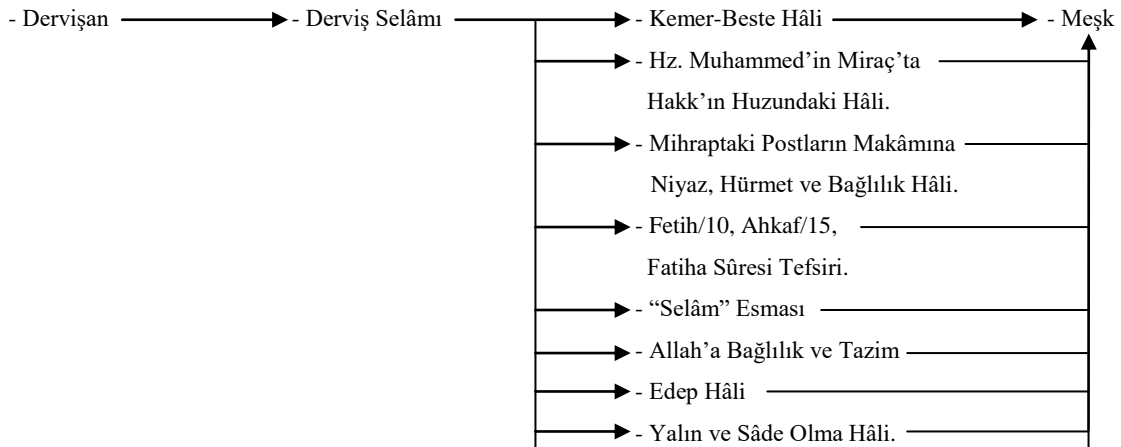 - Dervişan - Derviş Selâmı - Kemer-Beste Hâli - Meşk
- Hz. Muhammed’in Miraç’ta
Hakk’ın Huzundaki Hâli.
- Mihraptaki Postların Makâmına
Niyaz, Hürmet ve Bağlılık Hâli.
- Fetih/10, Ahkaf/15,
Fatiha Sûresi Tefsiri.
- “Selâm” Esması
- Allah’a Bağlılık ve Tazim
- Edep Hâli
- Yalın ve Sâde Olma Hâli.